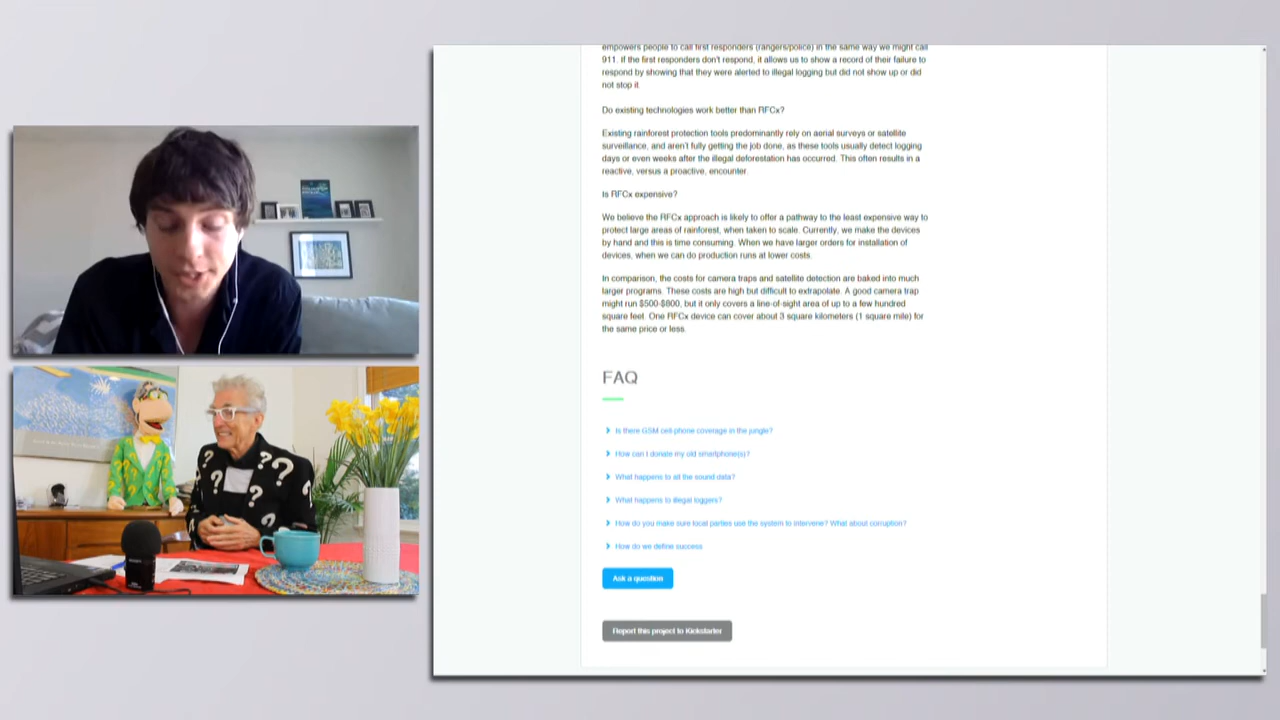 empowers people to call first responders (rangers/police) in the same way we might call
911. If the first responders don't respond, it allows us to show a record of their failure to
respond by showing that they were alerted to illegal logging but did not show up or did
not stop it.
Do existing technologies work better than RFCx?
Existing rainforest protection tools predominantly rely on aerial surveys or satellite
surveillance, and aren't fully getting the job done, as these tools usually detect logging
days or even weeks after the illegal deforestation has occurred. This often results in a
reactive, versus a proactive, encounter.
Is RFCx expensive?
We believe the RFCx approach is likely to offer a pathway to the least expensive way to
protect large areas of rainforest, when taken to scale. Currently, we make the devices
by hand and this is time consuming. When we have larger orders for installation of
devices, when we can do production runs at lower costs.
In comparison, the costs for camera traps and satellite detection are baked into much
larger programs. These costs are high but difficult to extrapolate. A good camera trap
might run $500-$800, but it only covers a line-of-sight area of up to a few hundred
square feet. One RFCx device can cover about 3 square kilometers (1 square mile) for
the same price or less.
FAQ
Is there GSM cell phone coverage in the jungle?
How can I donate my old smartphone(s)?
What happens to all the sound data?
What happens to illegal loggers?
How do you make sure local parties use the system to intervene? What about corruption?
How do we define success
Ask a question
Report this project to Kickstarter
? ? ? ? ?